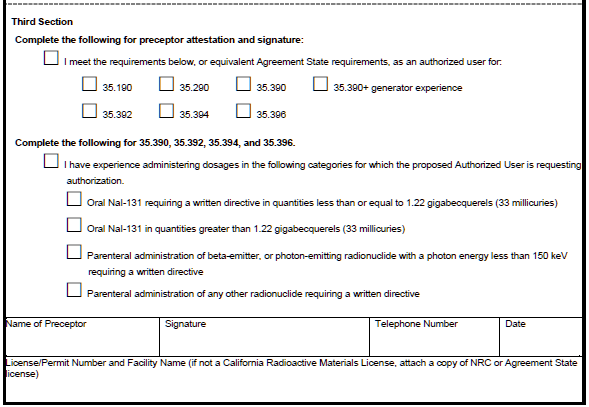 Third Section
Complete the following for preceptor attestation and signature:
I meet the requirements below, or equivalent Agreement State requirements, as an authorized user for:
35.190 35.290 35.390 35.390+ generator experience
35.392 35.394 35.396
Complete the following for 35.390, 35.392, 35.394, and 35.396.
I have experience administering dosages in the following categories for which the proposed Authorized User is requesting
authorization.
Oral NaI-131 requiring a written directive in quantities less than or equal to 1.22 gigabecquerels (33 millicuries)
Oral NaI-131 in quantities greater than 1.22 gigabecquerels (33 millicuries)
Parenteral administration of beta-emitter, or photon-emitting radionuclide with a photon energy less than 150 keV
requiring a written directive
Parenteral administration of any other radionuclide requiring a written directive
Name of Preceptor Signature Telephone Number Date
License/Permit Number and Facility Name (if not a California Radioactive Materials License, attach a copy of NRC or Agreement State
license)